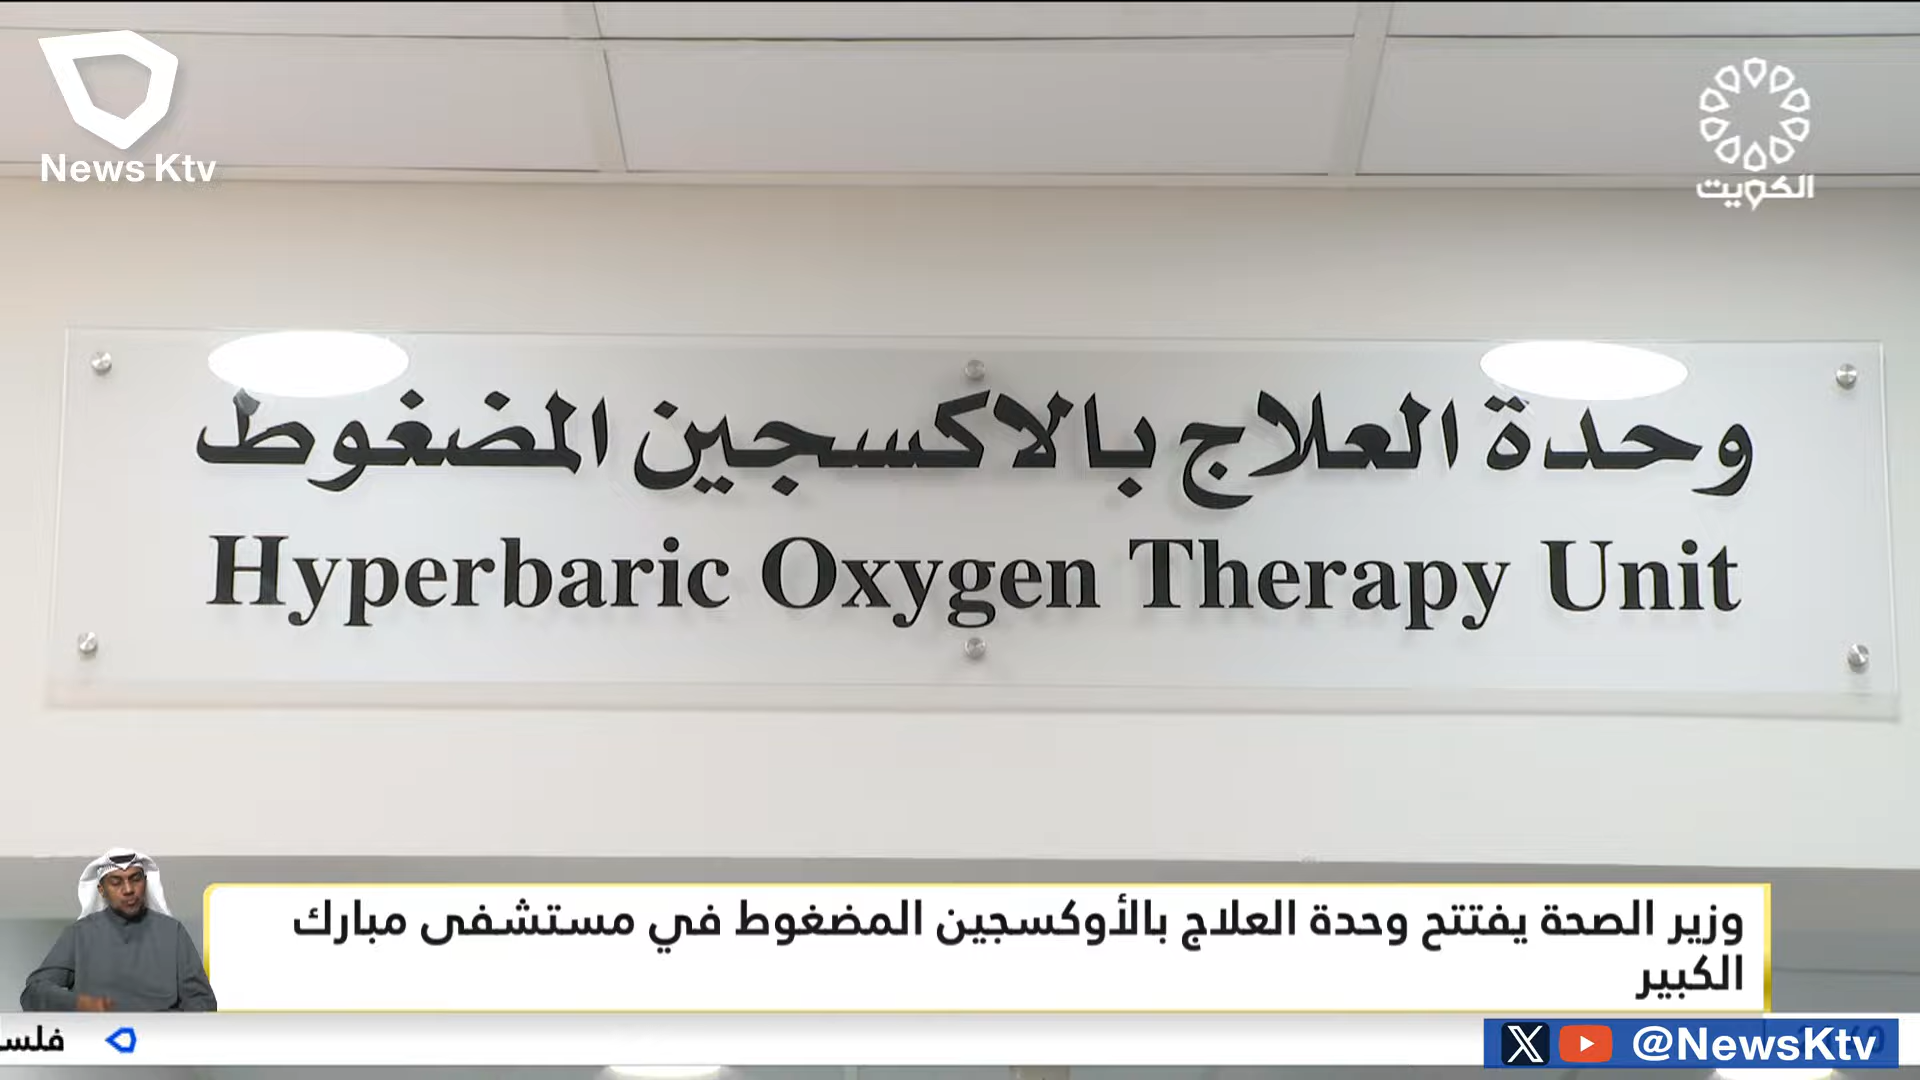 News Ktv
الكويت
وحدة العلاج بالاكسجين المضغوط
Hyperbaric Oxygen Therapy Unit
وزير الصحة يفتتح وحدة العلاج بالأوكسجين المضغوط في مستشفى مبارك
الكبير
@NewsKtv